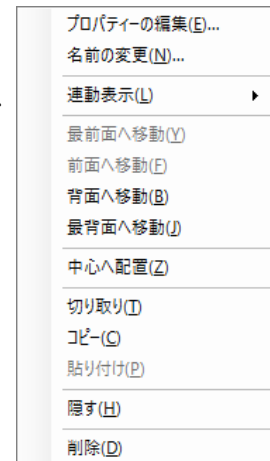 プロパティーの編集(E)...
名前の変更(N)...
連動表示(L)
最前面へ移動(Y)
前面へ移動(F)
背面へ移動(B)
最背面へ移動(J)
中心へ配置(Z)
切り取り(T)
コピー(C)
貼り付け(P)
隠す(H)
削除(D)